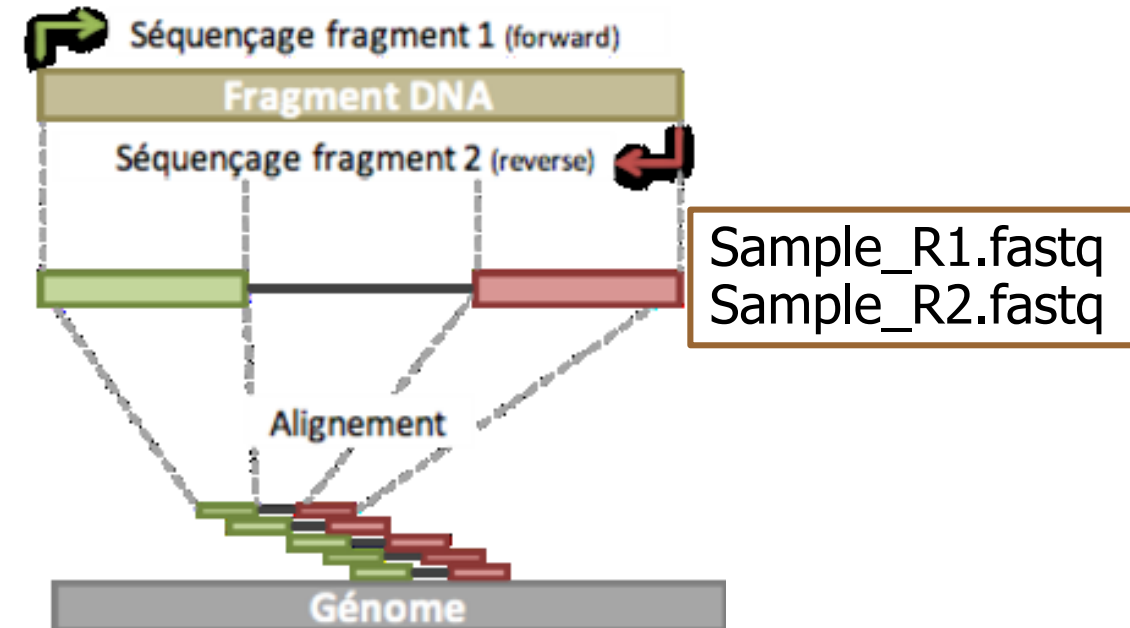 Séquençage fragment 1 (forward)
Fragment DNA
Séquençage fragment 2 (reverse)
Sample_R1.fastq
Sample_R2.fastq
Alignement
Génome